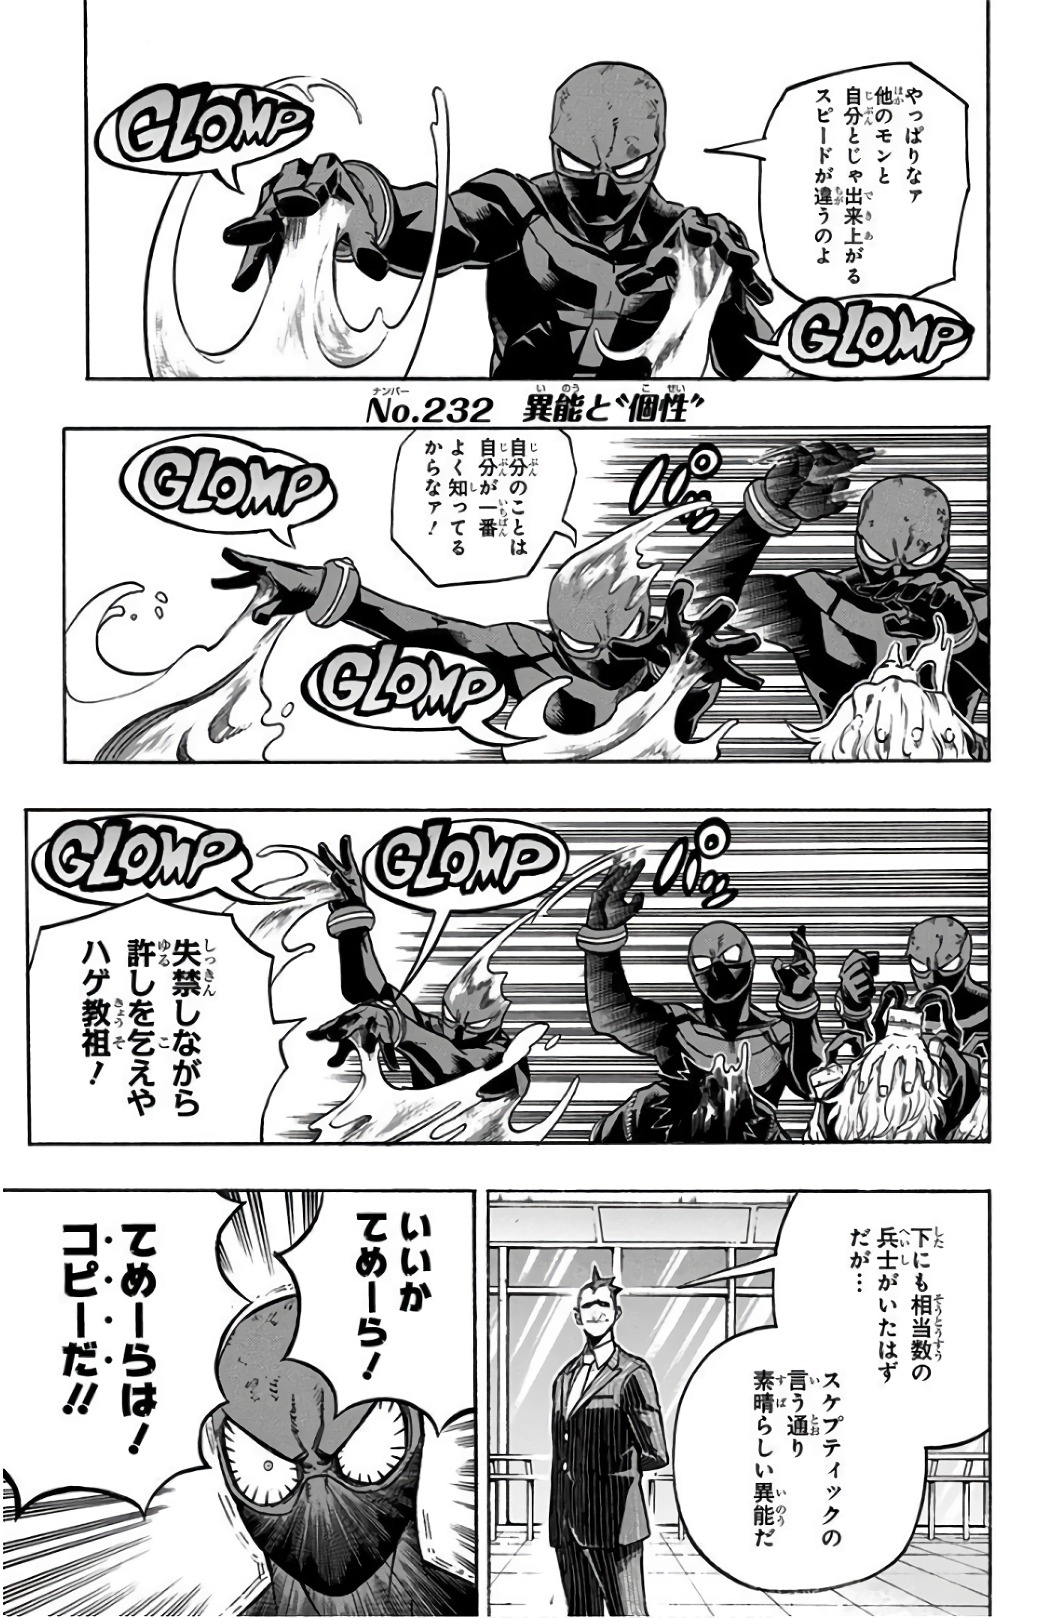 やっぱりなァ
他のモンと
自分とじゃ出来上がる
スピードが違うのよ
GLOMP
GLOMP
No.232 異能と“個性”
パッ
自分のことは
自分が一番
よく知ってる
からなァ!
GLOMP
GLOMP
パッ
GLOMP
GLOMP
失禁しながら
許しを乞えや
ハゲ教祖!
下にも相当数の
兵士がいたはず
だが…
スケプティックの
言う通り
素晴らしい異能だ
いいか
てめーら!
てめーらは!
コピーだ!!